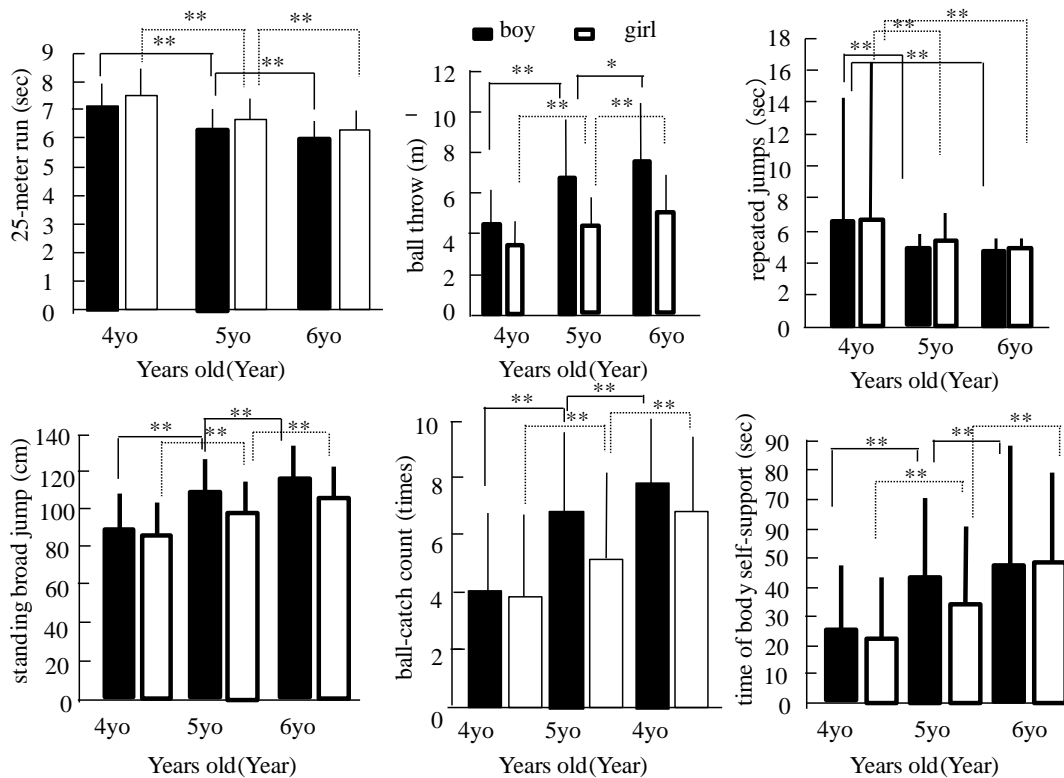 boy
girl
**
**
**
**
9
8
7
6
5
4
3
2
1
0
25-meter run (sec)
4yo
5yo
6yo
Years old(Year)
**
*
**
**
12
10
8
6
4
2
0
ball throw (m)
4yo
5yo
6yo
Years old(Year)
**
**
**
**
18
16
14
12
10
8
6
4
2
0
repeated jumps (sec)
4yo
5yo
6yo
Years old(Year)
**
**
**
**
140
120
100
80
60
40
20
0
standing broad jump (cm)
4yo
5yo
6yo
Years old(Year)
**
**
**
**
10
8
6
4
2
0
ball-catch count (times)
4yo
5yo
4yo
Years old(Year)
**
**
**
**
90
80
50
40
30
20
10
time of body self-support (sec)
4yo
5yo
6yo
Years old(Year)